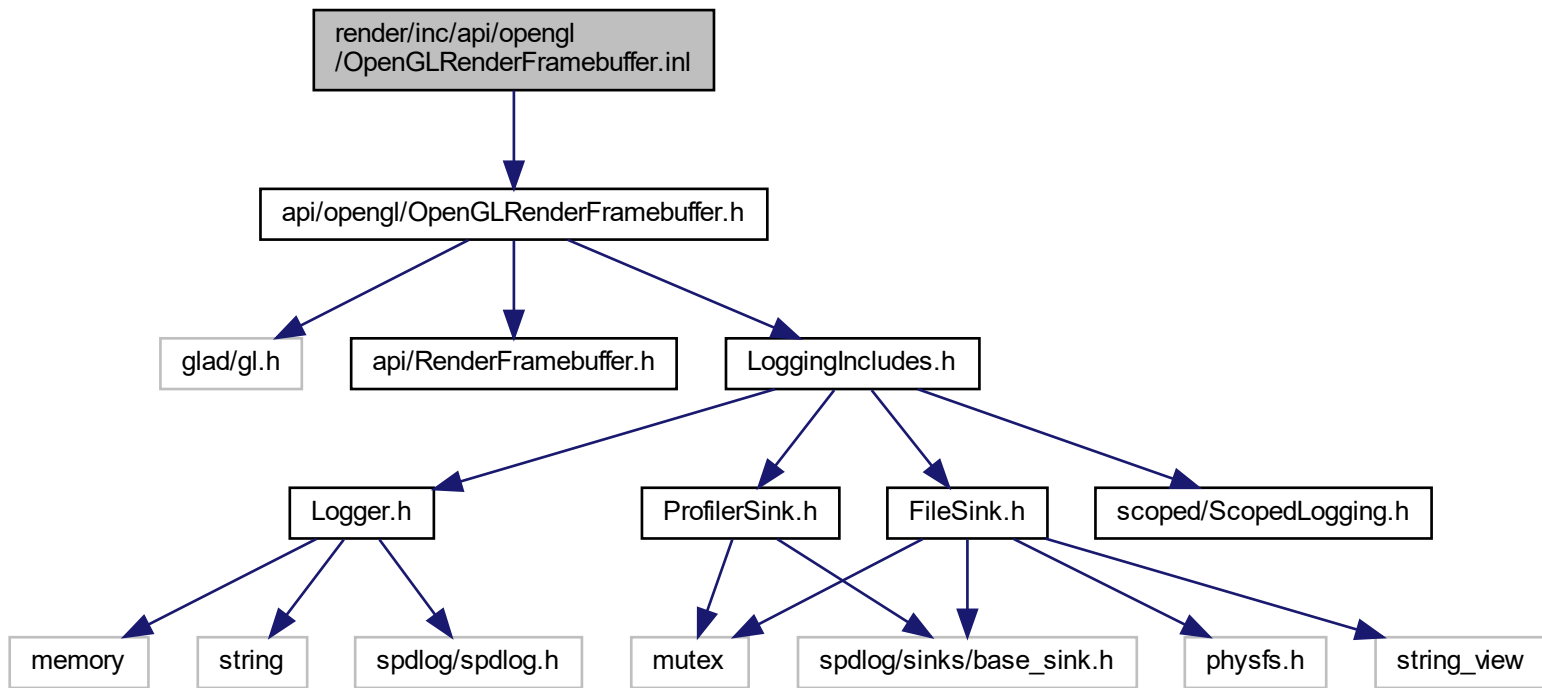 render/inc/api/opengl
/OpenGLRenderFramebuffer.inl
api/opengl/OpenGLRenderFramebuffer.h
glad/gl.h
api/RenderFramebuffer.h
LoggingIncludes.h
Logger.h
ProfilerSink.h
FileSink.h
scoped/ScopedLogging.h
memory
string
spdlog/spdlog.h
mutex
spdlog/sinks/base_sink.h
physfs.h
string_view